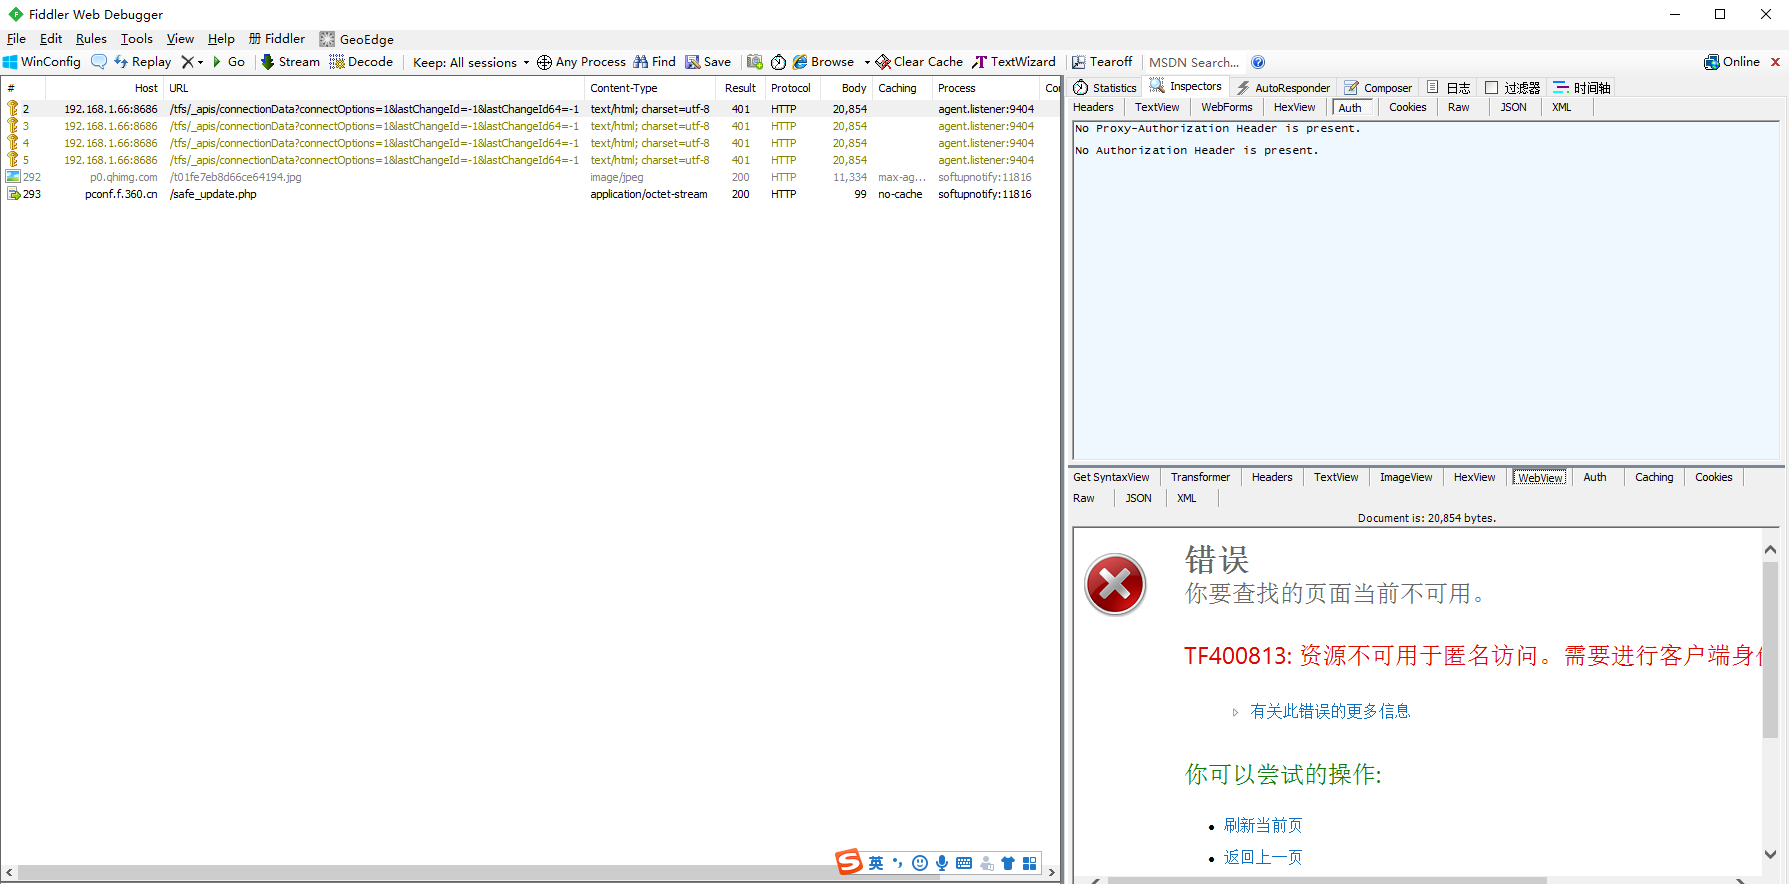 Fiddler Web Debugger
File Edit Rules Tools View Help 册 Fiddler GeoEdge
WinConfig Replay Go Stream Decode Keep: All sessions Any Process Find Save Browse Clear Cache TextWizard Tearoff MSDN Search... Online
# Host URL Content-Type Result Protocol Body Caching Process
2 192.168.1.66:8686 /tfs/_apis/connectionData?connectOptions=1&lastChangeId=-1&lastChangeId64=-1 text/html; charset=utf-8 401 HTTP 20,854 agent.listener:9404
3 192.168.1.66:8686 /tfs/_apis/connectionData?connectOptions=1&lastChangeId=-1&lastChangeId64=-1 text/html; charset=utf-8 401 HTTP 20,854 agent.listener:9404
4 192.168.1.66:8686 /tfs/_apis/connectionData?connectOptions=1&lastChangeId=-1&lastChangeId64=-1 text/html; charset=utf-8 401 HTTP 20,854 agent.listener:9404
5 192.168.1.66:8686 /tfs/_apis/connectionData?connectOptions=1&lastChangeId=-1&lastChangeId64=-1 text/html; charset=utf-8 401 HTTP 20,854 agent.listener:9404
292 p0.qhimg.com /t01fe7eb8d66ce64194.jpg image/jpeg 200 HTTP 11,334 max-ag... softupnotify:11816
293 pconf.f.360.cn /safe_update.php application/octet-stream 200 HTTP 99 no-cache softupnotify:11816
Statistics Inspectors AutoResponder Composer 日志 过滤器 时间轴
Headers TextView WebForms HexView Auth Cookies Raw JSON XML
No Proxy-Authorization Header is present.
No Authorization Header is present.
Get SyntaxView Transformer Headers TextView ImageView HexView WebView Auth Caching Cookies
Raw JSON XML
Document is: 20,854 bytes.
错误
你要查找的页面当前不可用。
TF400813: 资源不可用于匿名访问。需要进行客户端身
有关此错误的更多信息
你可以尝试的操作:
刷新当前页
返回上一页
英